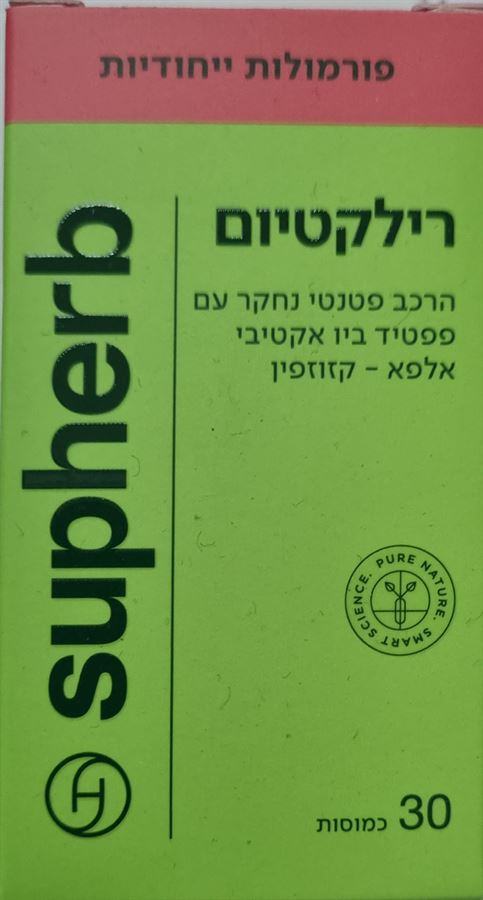 פורמולות ייחודיות
רילקטיום
הרכב פטנטי נחקר עם
פפטיד ביו אקטיבי
אלפא - קזוזפין
supherb
PURE NATURE. SMART SCIENCE.
30 כמוסות